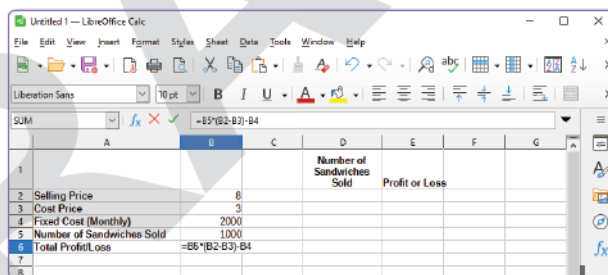 Untitled 1 — LibreOffice Calc
File Edit View Insert Format Styles Sheet Data Tools Window Help
Liberation Sans 10 pt B I U A
SUM fx =B5*(B2-B3)-B4
A B C D E F G
1 Number of
Sandwiches
Sold Profit or Loss
2 Selling Price 8
3 Cost Price 3
4 Fixed Cost (Monthly) 2000
5 Number of Sandwiches Sold 1000
6 Total Profit/Loss =B5*(B2-B3)-B4
7
8